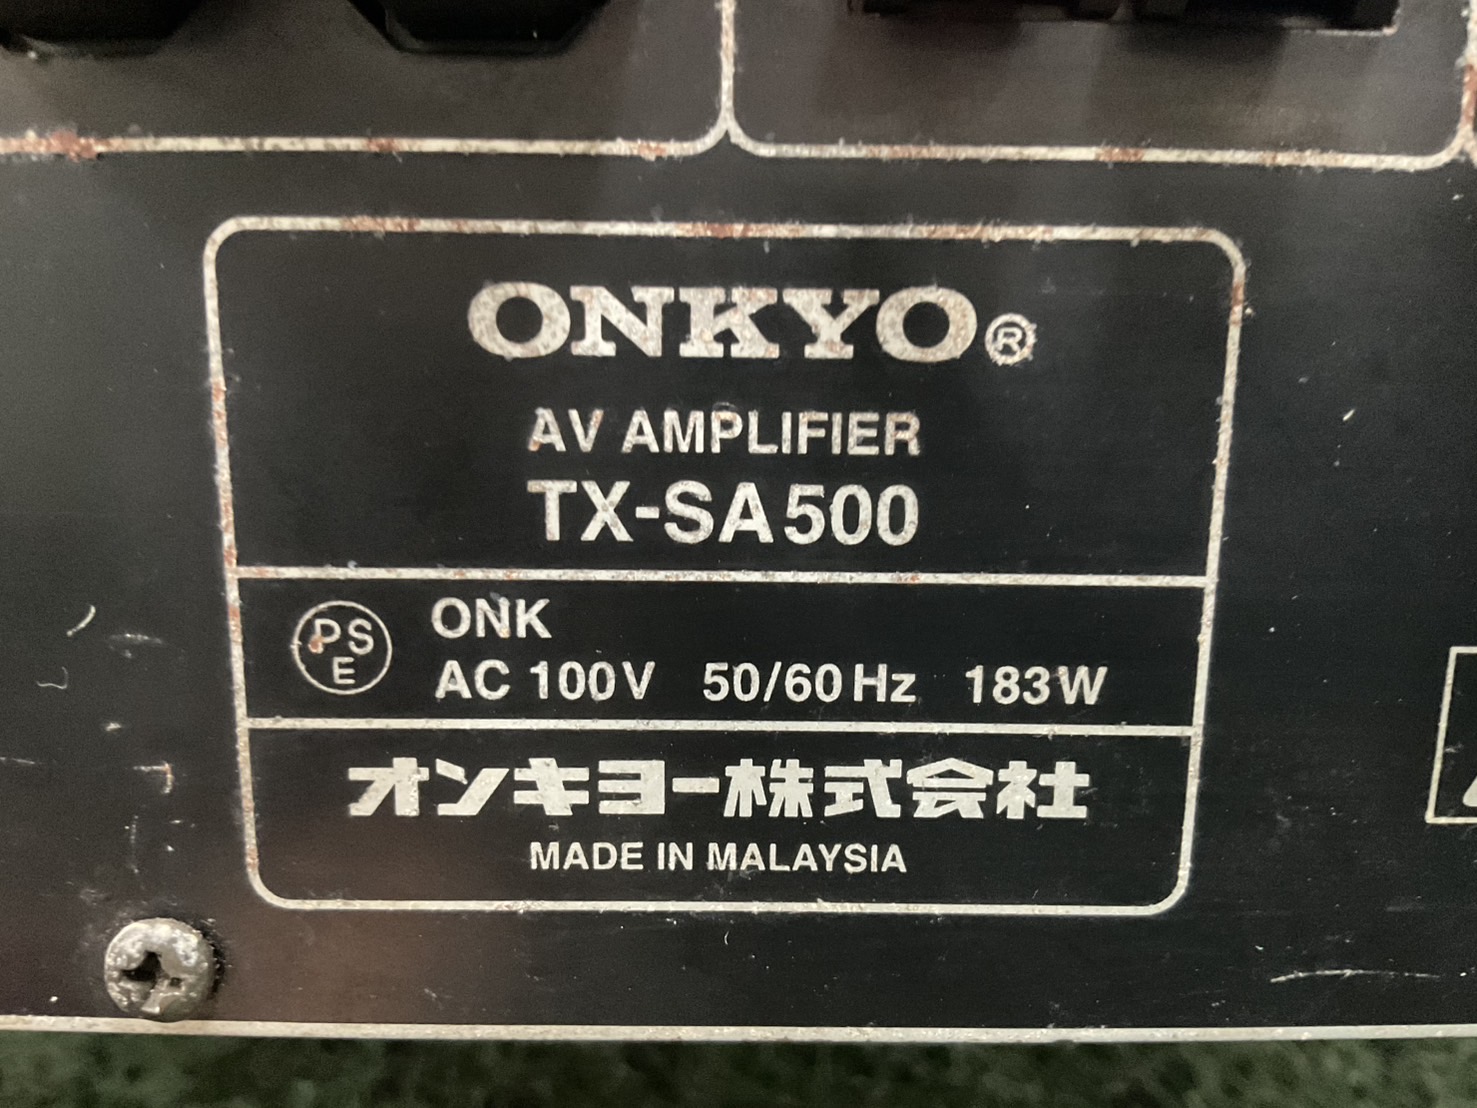 ONKYO®
AV AMPLIFIER
TX-SA500
PSE
ONK
AC 100V 50/60Hz 183W
オンキヨー株式会社
MADE IN MALAYSIA